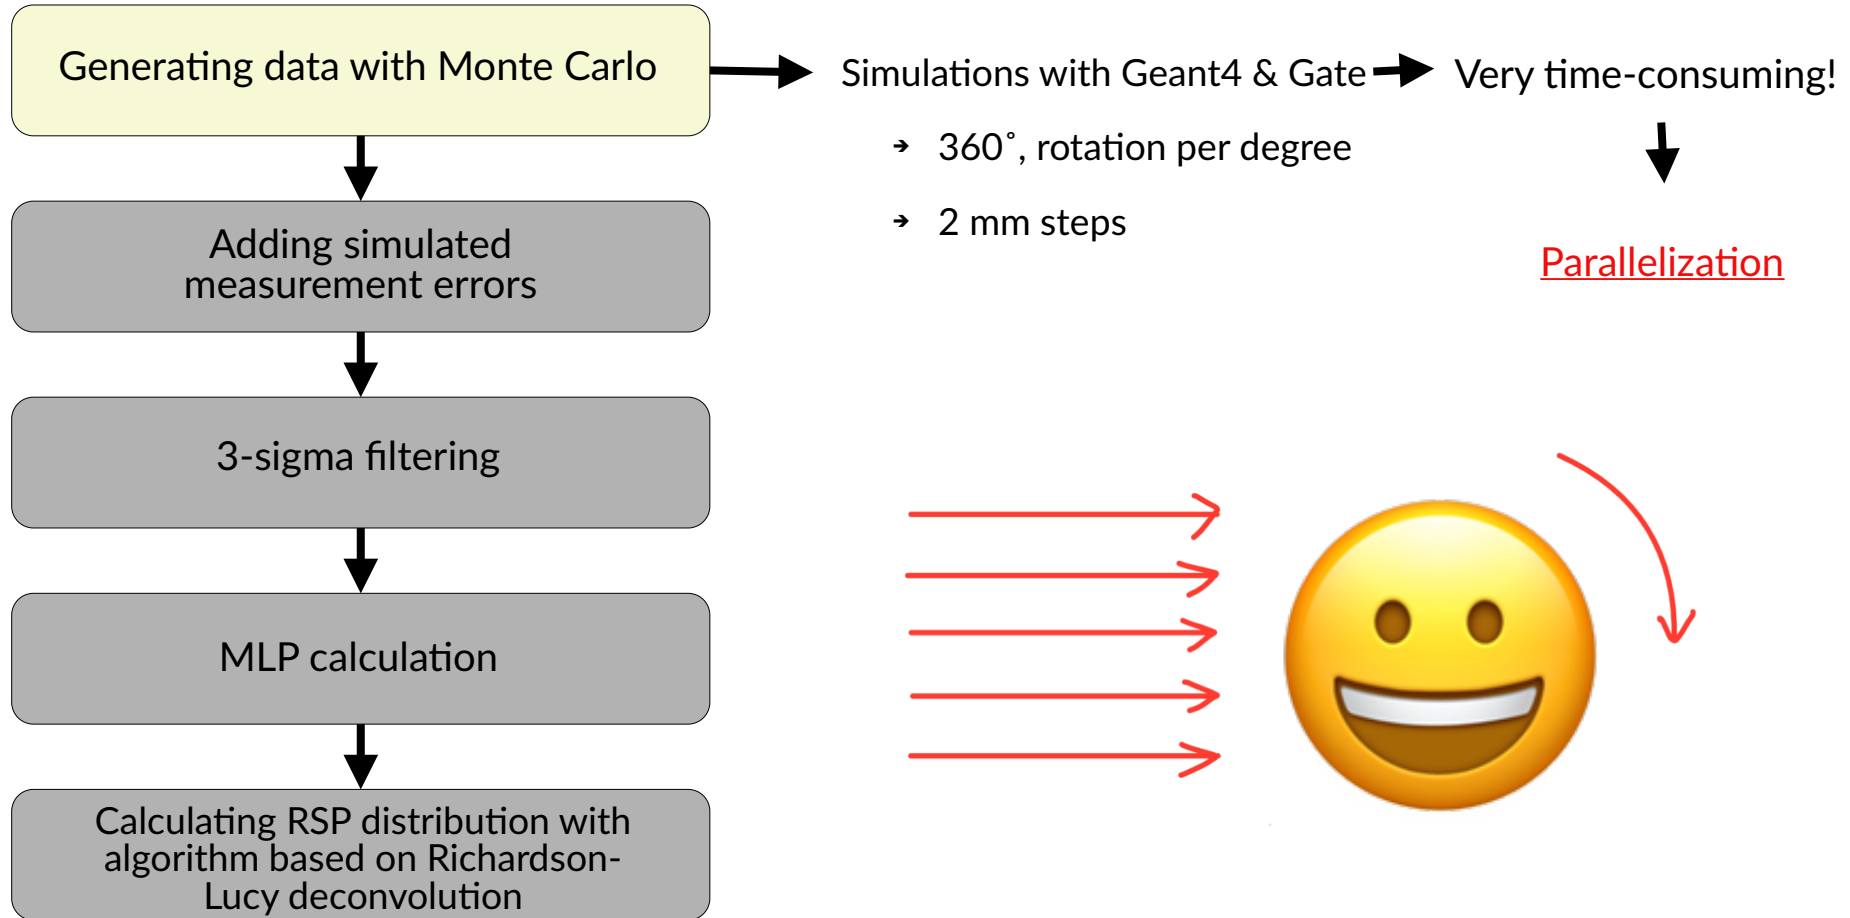 Generating data with Monte Carlo
Simulations with Geant4 & Gate
Very time-consuming!
360˚, rotation per degree
2 mm steps
Parallelization
Adding simulated
measurement errors
3-sigma filtering
MLP calculation
Calculating RSP distribution with
algorithm based on Richardson-
Lucy deconvolution